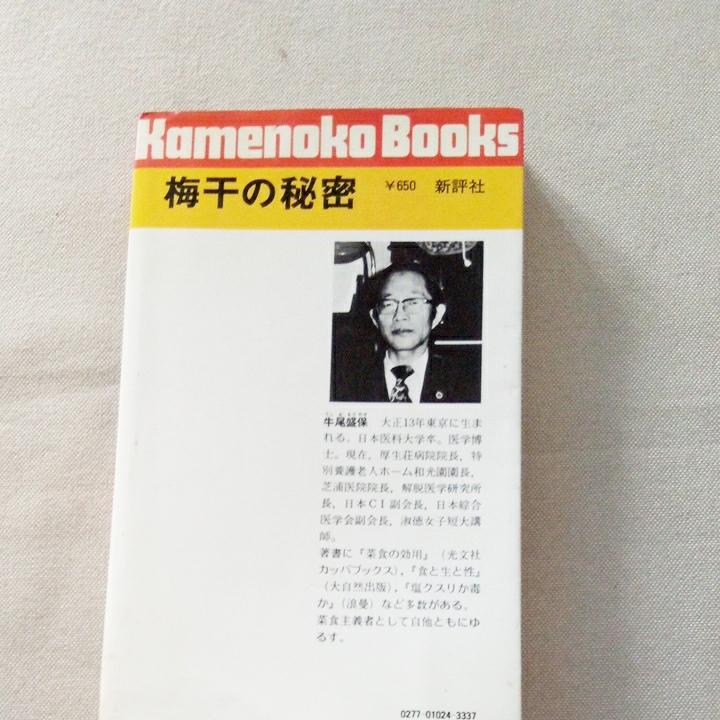 Kamenoko Books
梅干の秘密 ￥650 新評社
牛尾盛保 大正13年東京に生ま
れる。日本医科大学卒。医学博
士。現在，厚生荘病院院長，特
別養護老人ホーム和光園園長，
芝浦医院院長，解脱医学研究所
長，日本CI副会長，日本綜合
医学会副会長，淑徳女子短大講
師。
著書に『菜食の効用』（光文社
カッパブックス），『食と生と性』
（大自然出版），『塩クスリか毒
か』（浪曼）など多数がある。
菜食主義者として自他ともにゆ
るす。
0277-01024-3337